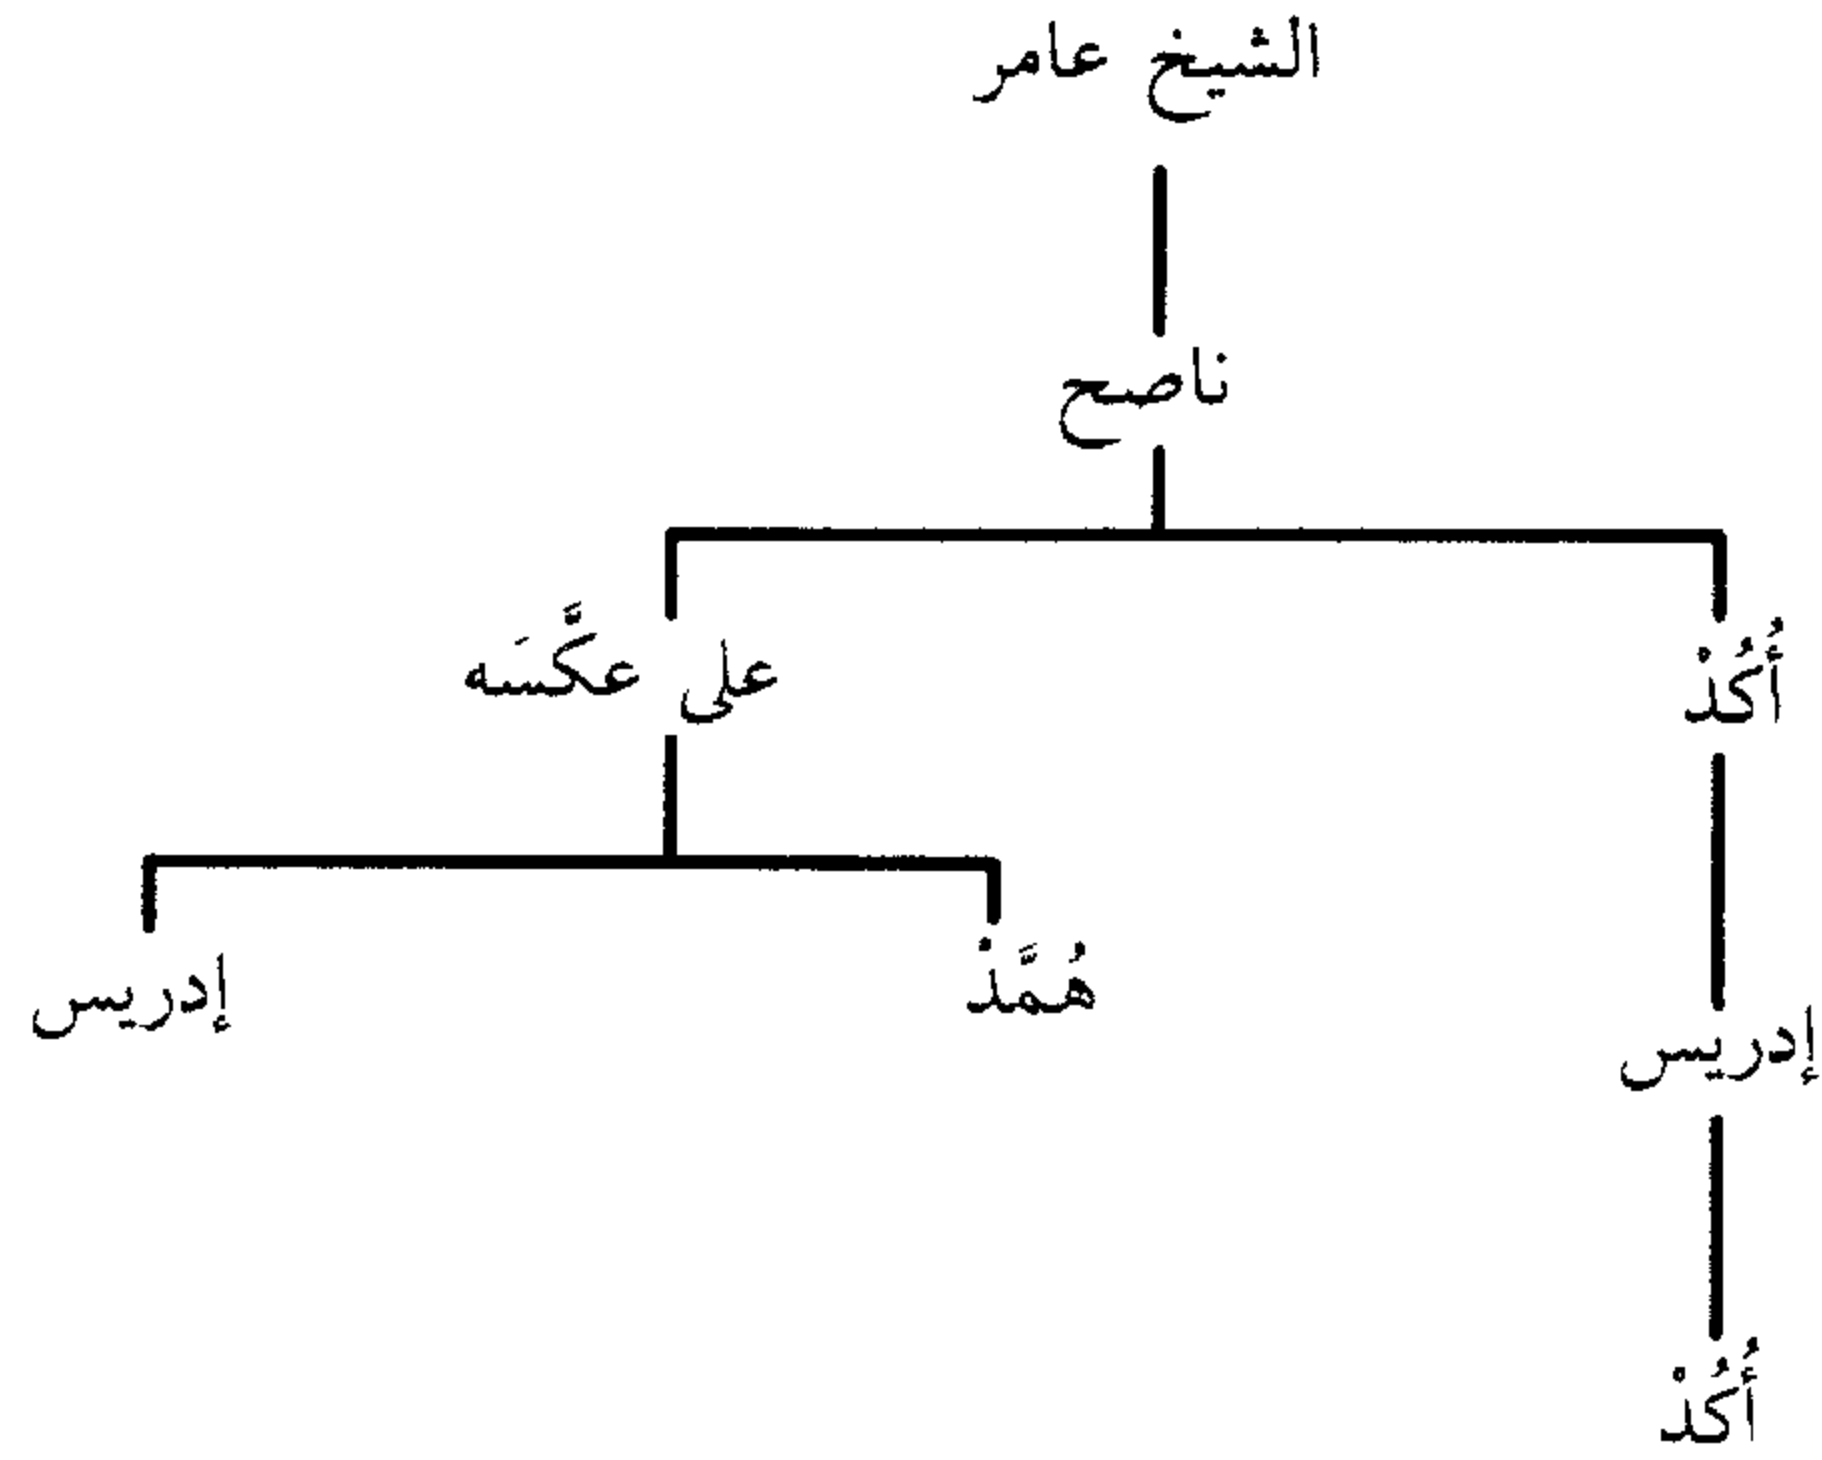 الشيخ عامر
ناصح
أُكُدْ
على عكَّسَه
هُمَّدْ
إدريس
إدريس
أُكُدْ